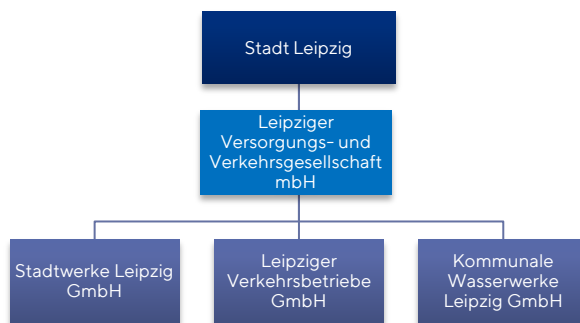 Stadt Leipzig
Leipziger
Versorgungs- und
Verkehrsgesellschaft
mbH
Stadtwerke Leipzig
GmbH
Leipziger
Verkehrsbetriebe
GmbH
Kommunale
Wasserwerke
Leipzig GmbH